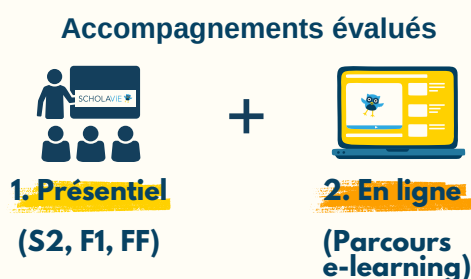 Accompagnements évalués
SCHOLAVIE
+
1. Présentiel
2. En ligne
(S2, F1, FF)
(Parcours
e-learning)